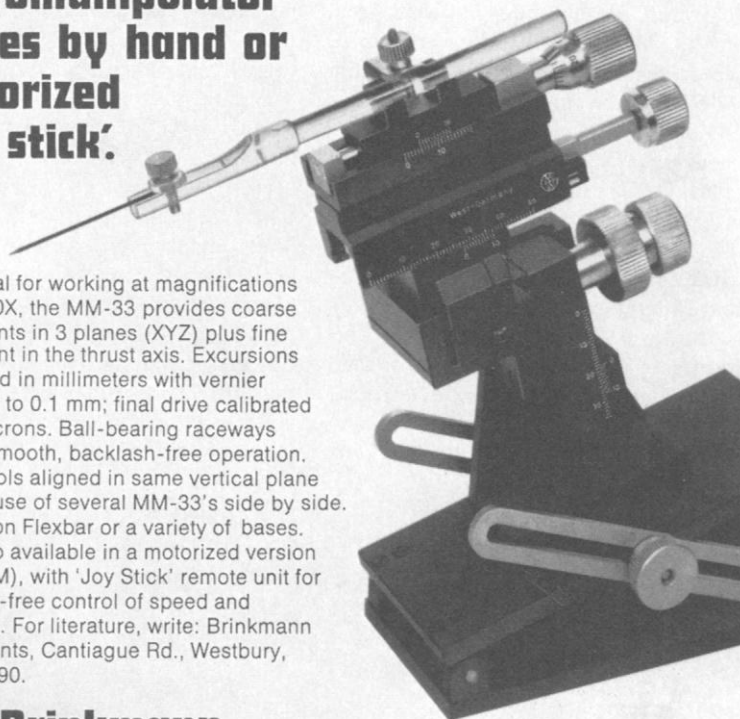 es by hand or
stick'.
al for working at magnifications
0X, the MM-33 provides coarse
nts in 3 planes (XYZ) plus fine
nt in the thrust axis. Excursions
d in millimeters with vernier
to 0.1 mm; final drive calibrated
crons. Ball-bearing raceways
mooth, backlash-free operation.
ols aligned in same vertical plane
use of several MM-33's side by side.
on Flexbar or a variety of bases.
o available in a motorized version
M), with 'Joy Stick' remote unit for
-free control of speed and
. For literature, write: Brinkmann
nts, Cantiague Rd., Westbury,
90.
West-Germany